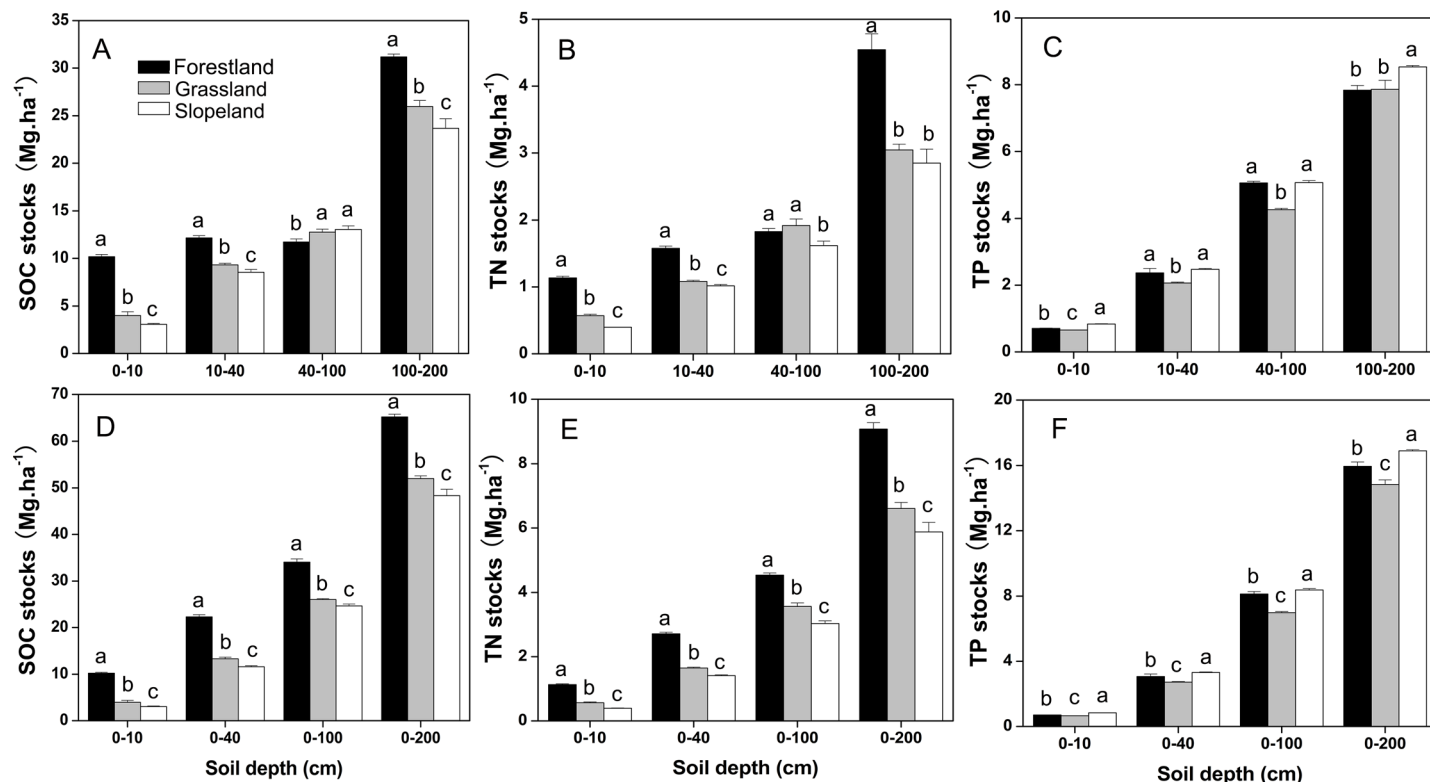 A
SOC stocks (Mg.ha-1)
35
30
25
20
15
10
5
0
Forestland
Grassland
Slopeland
a
b
c
a
b
c
b
a
a
a
b
c
0-10
10-40
40-100
100-200
B
TN stocks (Mg.ha-1)
5
4
3
2
1
0
a
b
c
a
b
c
a
a
b
a
b
b
0-10
10-40
40-100
100-200
C
TP stocks (Mg.ha-1)
10
8
6
4
2
0
b
c
a
a
b
a
a
b
a
b
b
a
0-10
10-40
40-100
100-200
D
SOC stocks (Mg.ha-1)
70
60
50
40
30
20
10
0
a
b
c
a
b
c
a
b
c
a
b
c
0-10
0-40
0-100
0-200
Soil depth (cm)
E
TN stocks (Mg.ha-1)
10
8
6
4
2
0
a
b
c
a
b
c
a
b
c
a
b
c
0-10
0-40
0-100
0-200
Soil depth (cm)
F
TP stocks (Mg.ha-1)
20
16
12
8
4
0
b
c
a
b
c
a
b
c
a
b
c
a
0-10
0-40
0-100
0-200
Soil depth (cm)